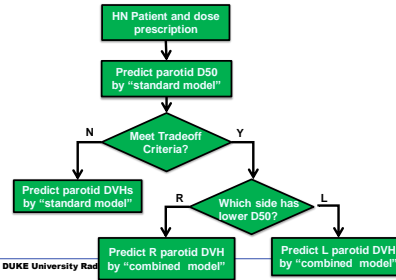 HN Patient and dose
prescription
Predict parotid D50
by “standard model”
N
Meet Tradeoff
Criteria?
Y
Predict parotid DVHs
by “standard model”
R
Which side has
lower D50?
L
Predict R parotid DVH
by “combined model”
Predict L parotid DVH
by “combined model”
DUKE University Rad